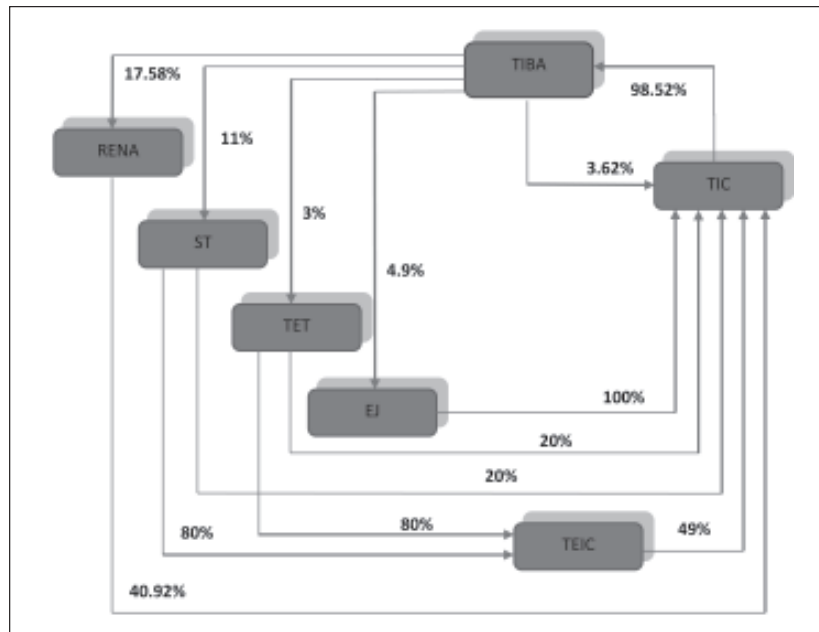 TIBA
17.58%
98.52%
RENA
11%
3.62%
TIC
3%
ST
4.9%
TET
EJ
100%
20%
20%
80%
80%
TEIC
49%
40.92%